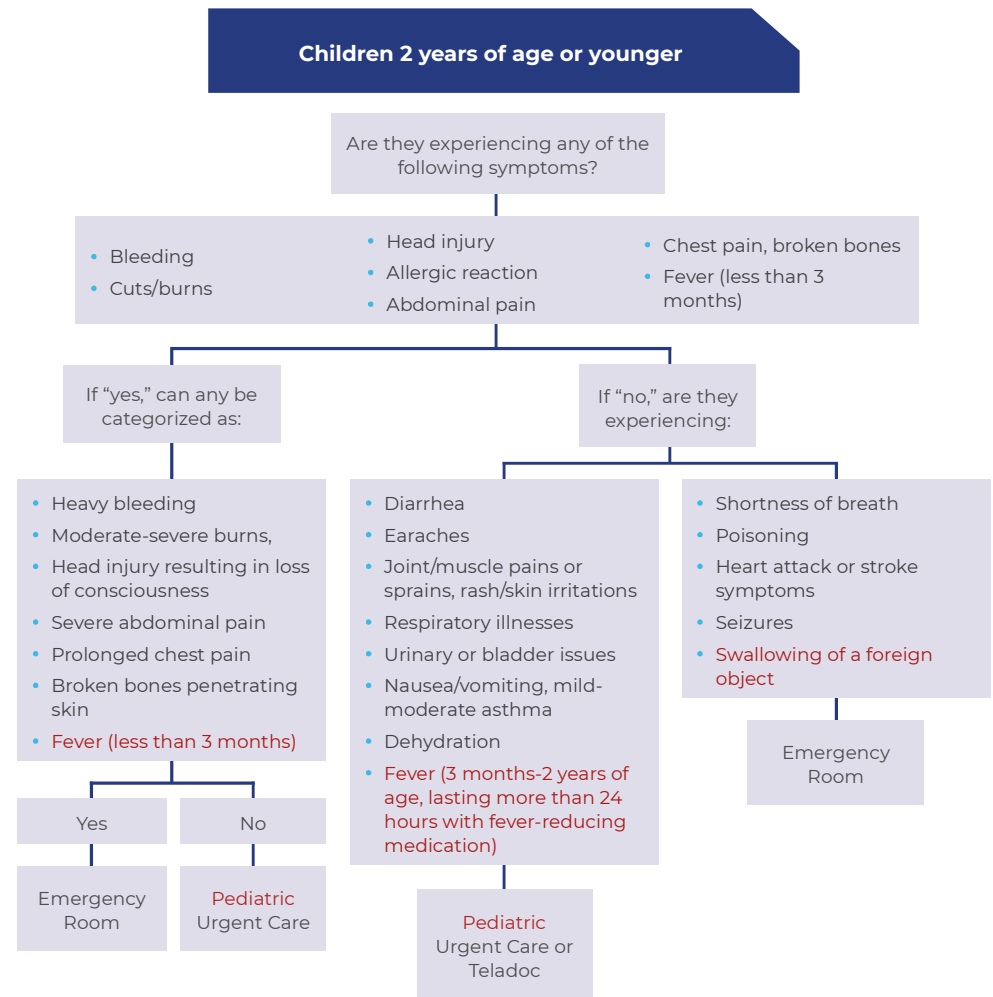 Children 2 years of age or younger
Are they experiencing any of the
following symptoms?
• Bleeding
• Cuts/burns
• Head injury
• Allergic reaction
• Abdominal pain
• Chest pain, broken bones
• Fever (less than 3
months)
If “yes,” can any be
categorized as:
• Heavy bleeding
• Moderate-severe burns,
• Head injury resulting in loss
of consciousness
• Severe abdominal pain
• Prolonged chest pain
• Broken bones penetrating
skin
• Fever (less than 3 months)
Yes
Emergency
Room
No
Pediatric
Urgent Care
If “no,” are they
experiencing:
• Diarrhea
• Earaches
• Joint/muscle pains or
sprains, rash/skin irritations
• Respiratory illnesses
• Urinary or bladder issues
• Nausea/vomiting, mild-
moderate asthma
• Dehydration
• Fever (3 months-2 years of
age, lasting more than 24
hours with fever-reducing
medication)
Pediatric
Urgent Care or
Teladoc
• Shortness of breath
• Poisoning
• Heart attack or stroke
symptoms
• Seizures
• Swallowing of a foreign
object
Emergency
Room